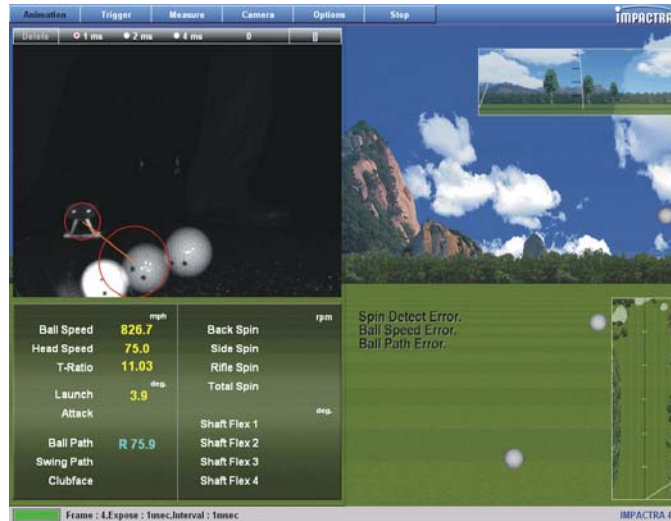 Animation Trigger Measure Camera Options Stop
IMPACTRA
Delete 1 ms 2 ms 4 ms 0 []
mph
Ball Speed 826.7
Head Speed 75.0
T-Ratio 11.03
deg.
Launch 3.9
Attack
Ball Path R 75.9
Swing Path
Clubface
rpm
Back Spin
Side Spin
Rifle Spin
Total Spin
deg.
Shaft Flex 1
Shaft Flex 2
Shaft Flex 3
Shaft Flex 4
Spin Detect Error.
Ball Speed Error.
Ball Path Error.
Frame : 4,Expose : 1usec,Interval : 1msec
IMPACTRA